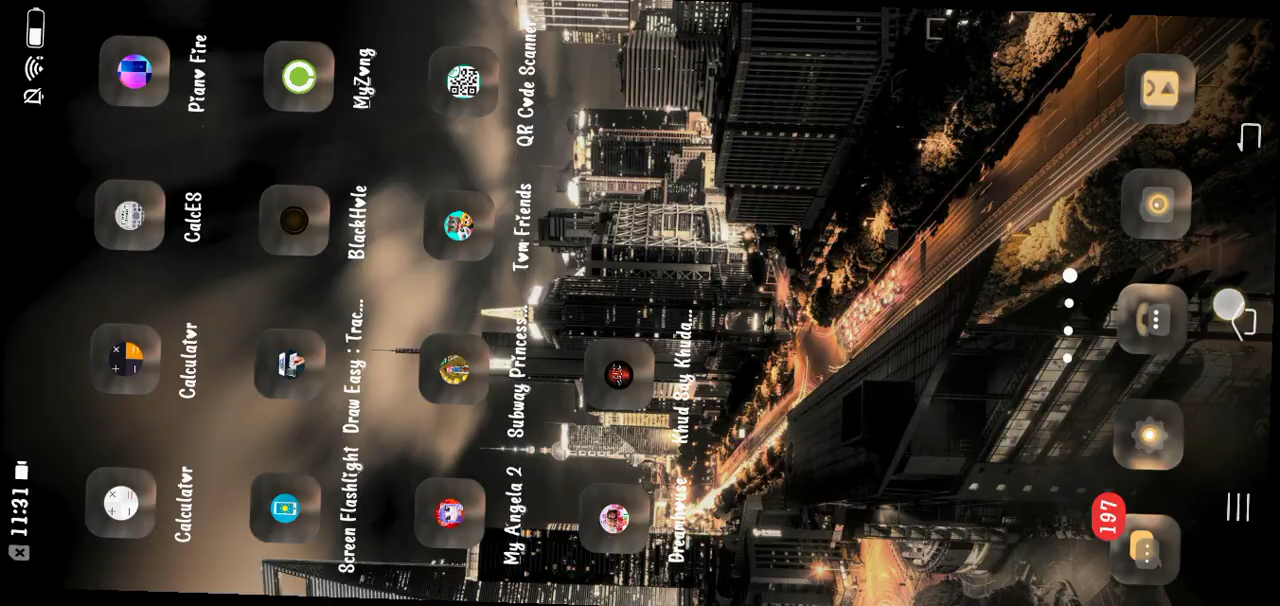 11:31
Calculator
Calculator
CalcES
Piano Fire
Screen Flashlight
Draw Easy : Trac...
BlackHole
MyZong
My Angela 2
Subway Princess...
Tom Friends
QR Code Scanner
Dreamhouse
Khud Say Khuda...
197